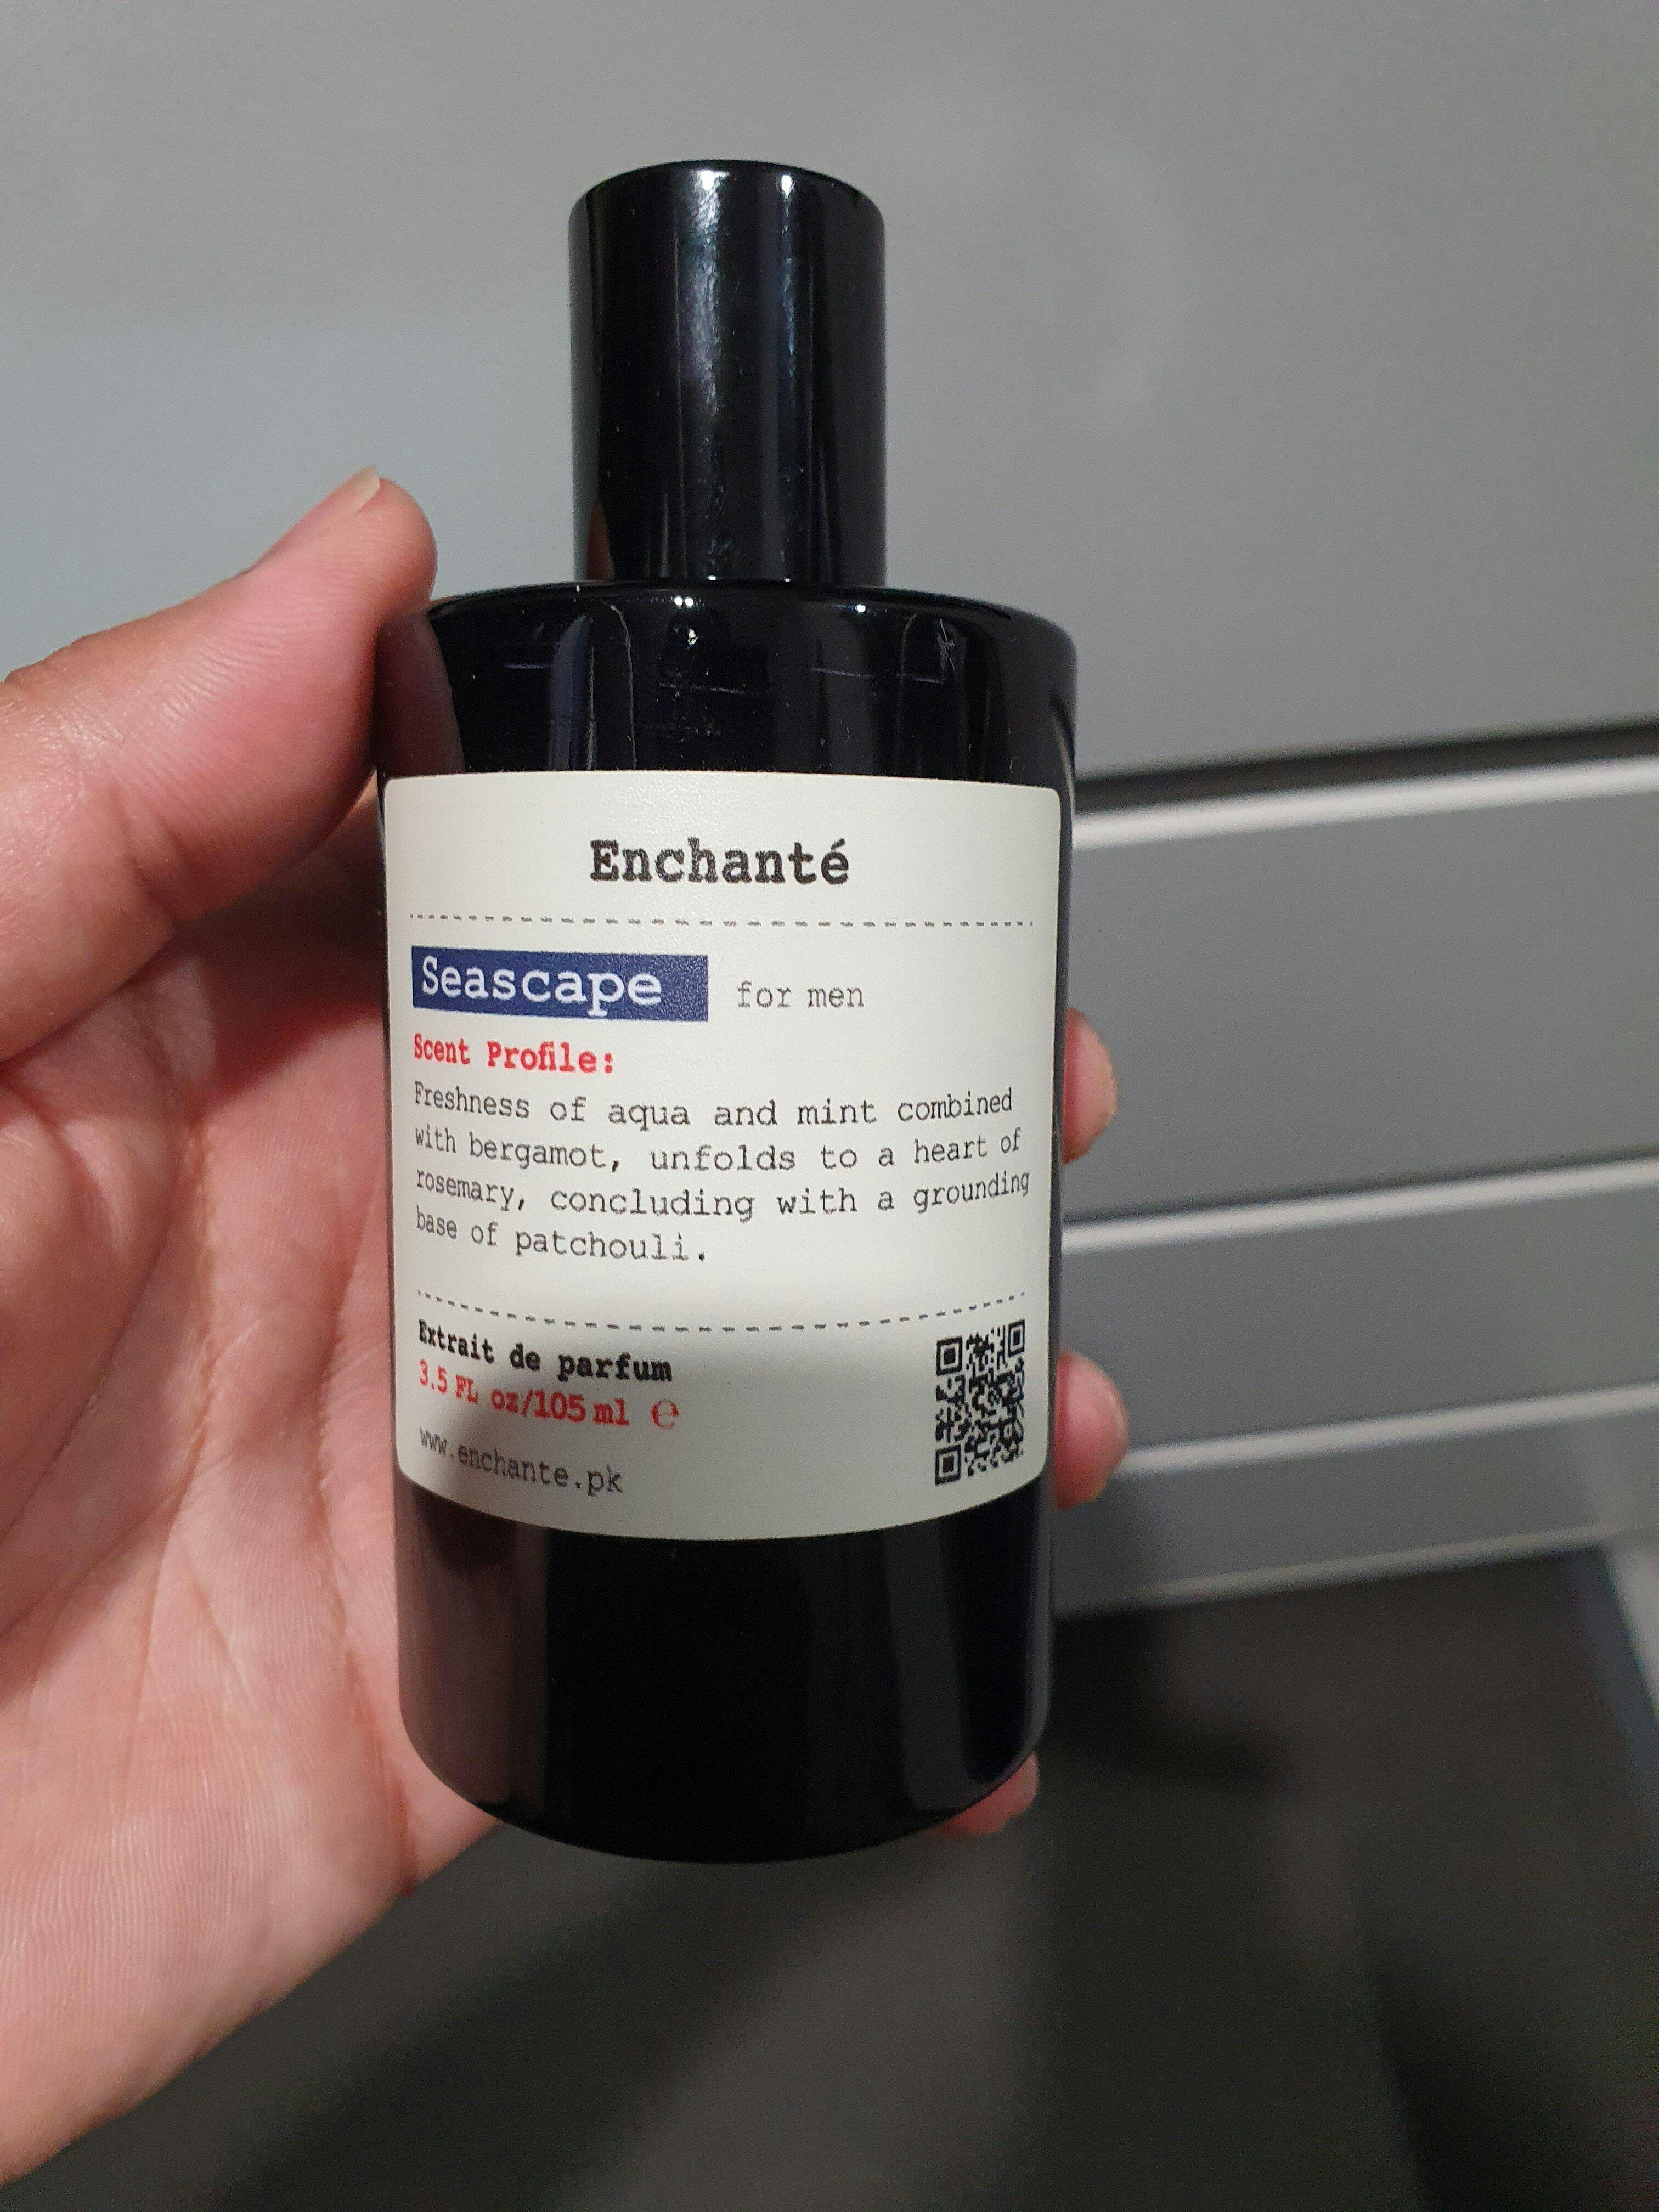 Enchanté
Seascape for men
Scent Profile:
Freshness of aqua and mint combined
with bergamot, unfolds to a heart of
rosemary, concluding with a grounding
base of patchouli.
Extrait de parfum
3.5 FL oz/105 ml ℮
www.enchante.pk